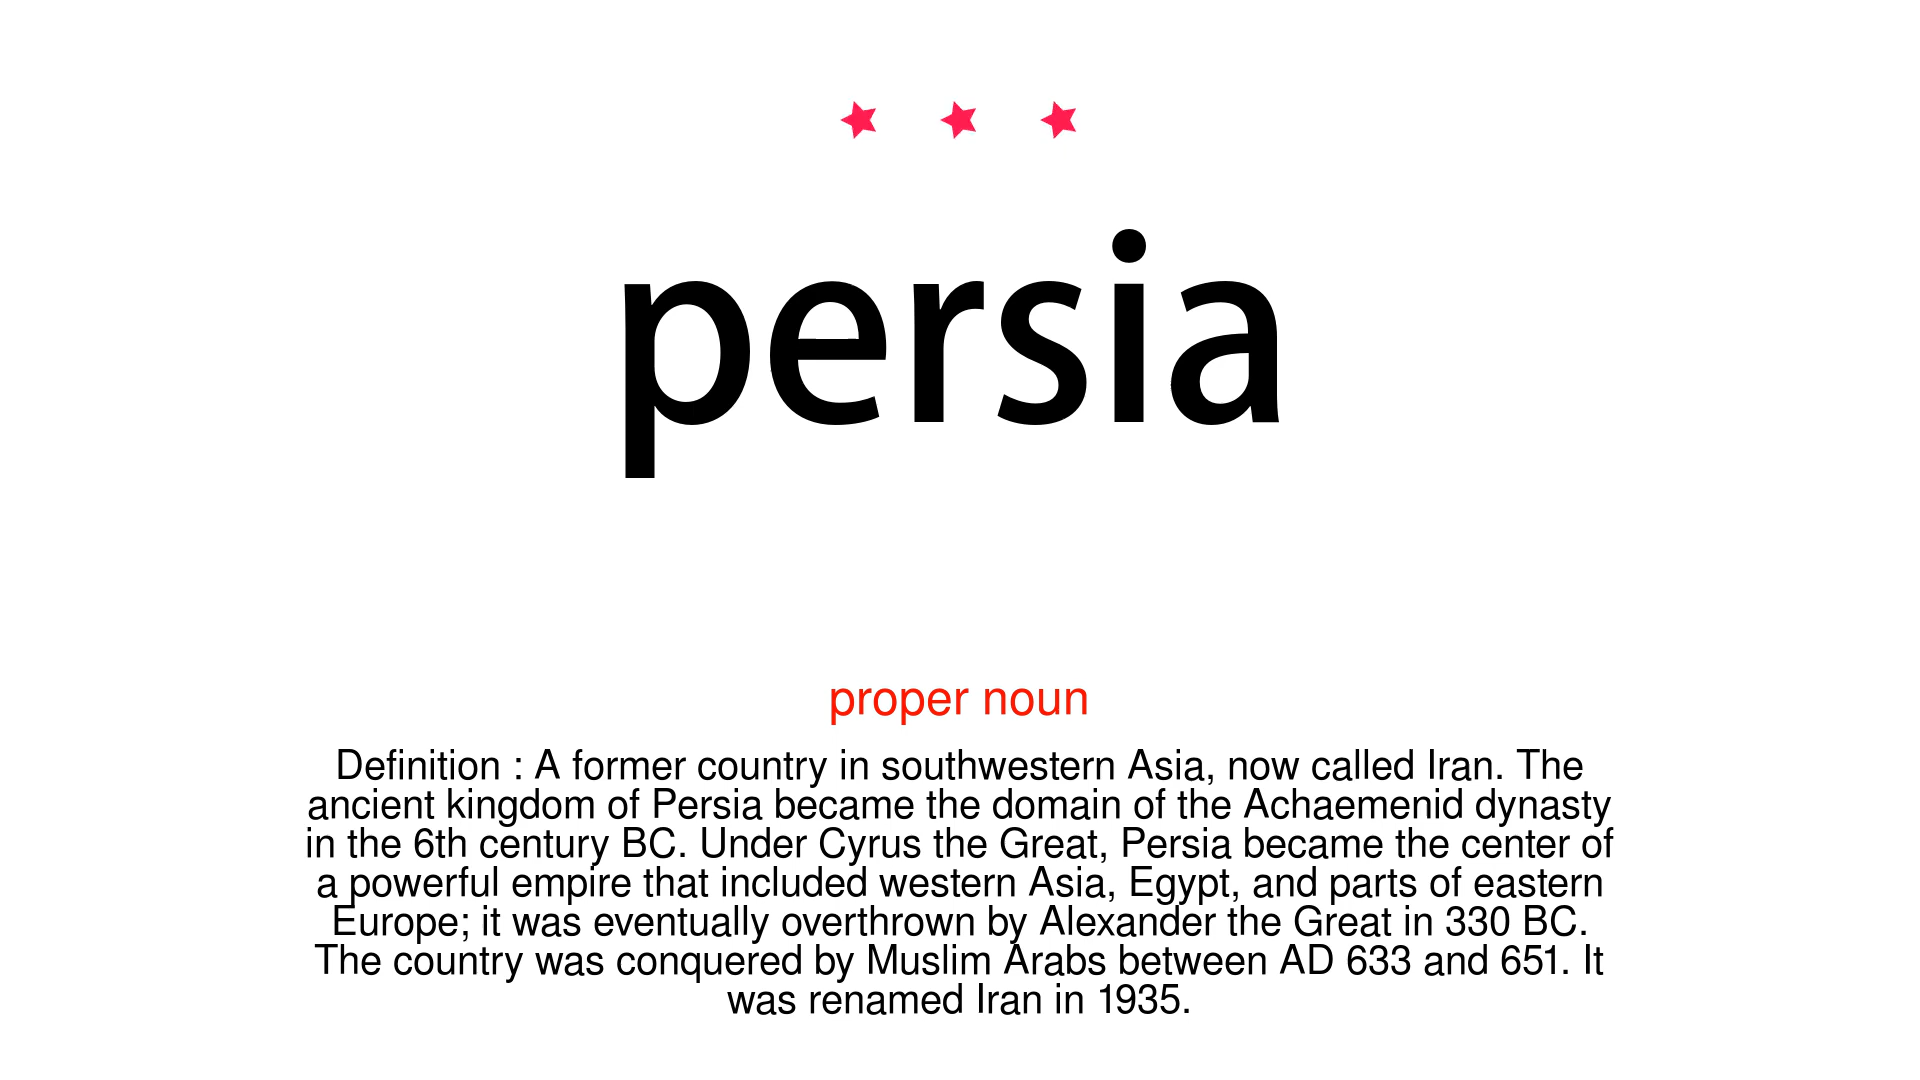 persia
proper noun
Definition : A former country in southwestern Asia, now called Iran. The
ancient kingdom of Persia became the domain of the Achaemenid dynasty
in the 6th century BC. Under Cyrus the Great, Persia became the center of
a powerful empire that included western Asia, Egypt, and parts of eastern
Europe; it was eventually overthrown by Alexander the Great in 330 BC.
The country was conquered by Muslim Arabs between AD 633 and 651. It
was renamed Iran in 1935.